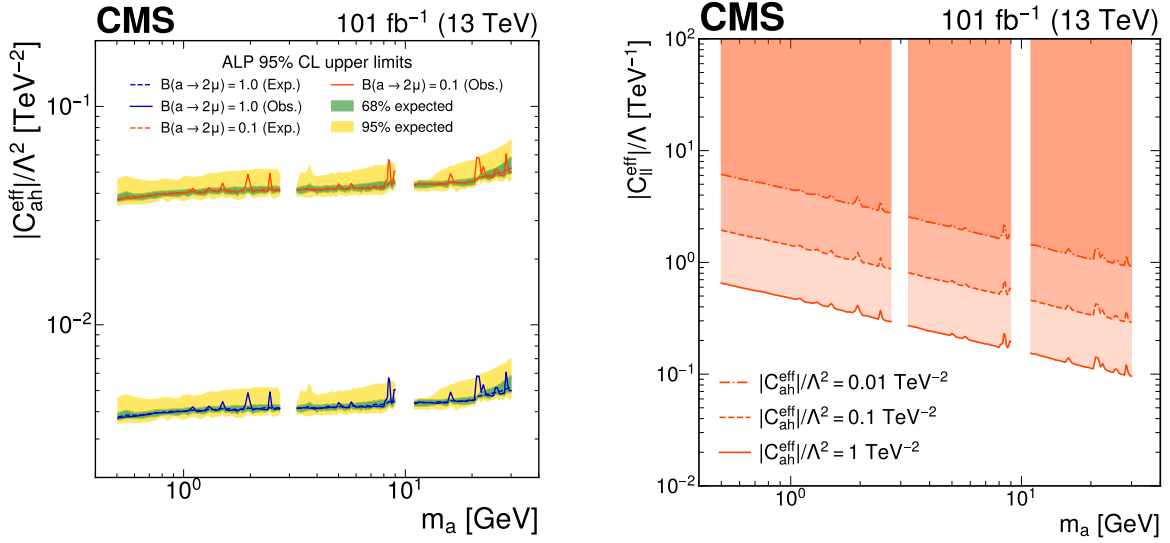 CMS 101 fb⁻¹ (13 TeV)
|C_ah^eff|/Λ² [TeV⁻²]
ALP 95% CL upper limits
B(a → 2μ) = 1.0 (Exp.)
B(a → 2μ) = 1.0 (Obs.)
B(a → 2μ) = 0.1 (Exp.)
B(a → 2μ) = 0.1 (Obs.)
68% expected
95% expected
10⁻¹
10⁻²
10⁰ 10¹
m_a [GeV]
CMS 101 fb⁻¹ (13 TeV)
|C_ll^eff|/Λ [TeV⁻¹]
10²
10¹
10⁰
10⁻¹
10⁻²
|C_ah^eff|/Λ² = 0.01 TeV⁻²
|C_ah^eff|/Λ² = 0.1 TeV⁻²
|C_ah^eff|/Λ² = 1 TeV⁻²
10⁰ 10¹
m_a [GeV]